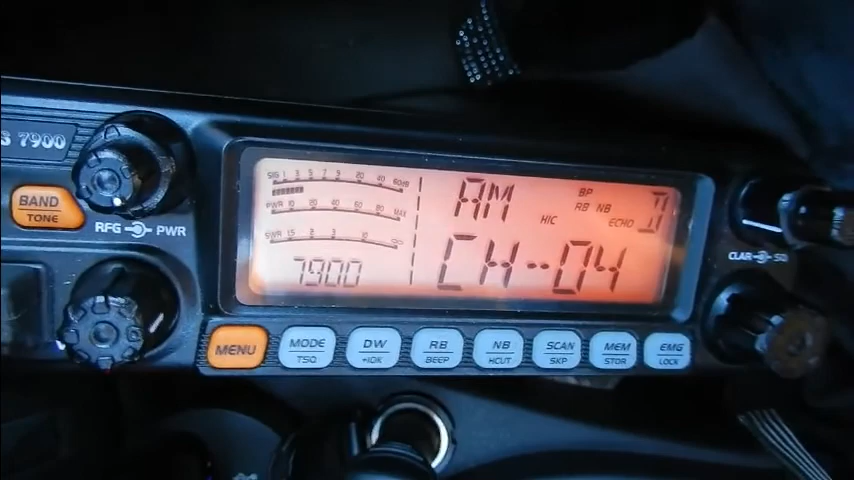 S 7900
BAND
TONE
RFG PWR
SIG 1 3 5 7 9 20 40 60dB
PWR 10 20 40 60 80 MAX
SWR 1.5 2 3 10
7900
AM
BP
RB NB
HIC
ECHO
D
CH-04
CLAR SQ
MENU
MODE
TSQ
DW
+10K
RB
BEEP
NB
HCUT
SCAN
SKP
MEM
STOR
EMG
LOCK